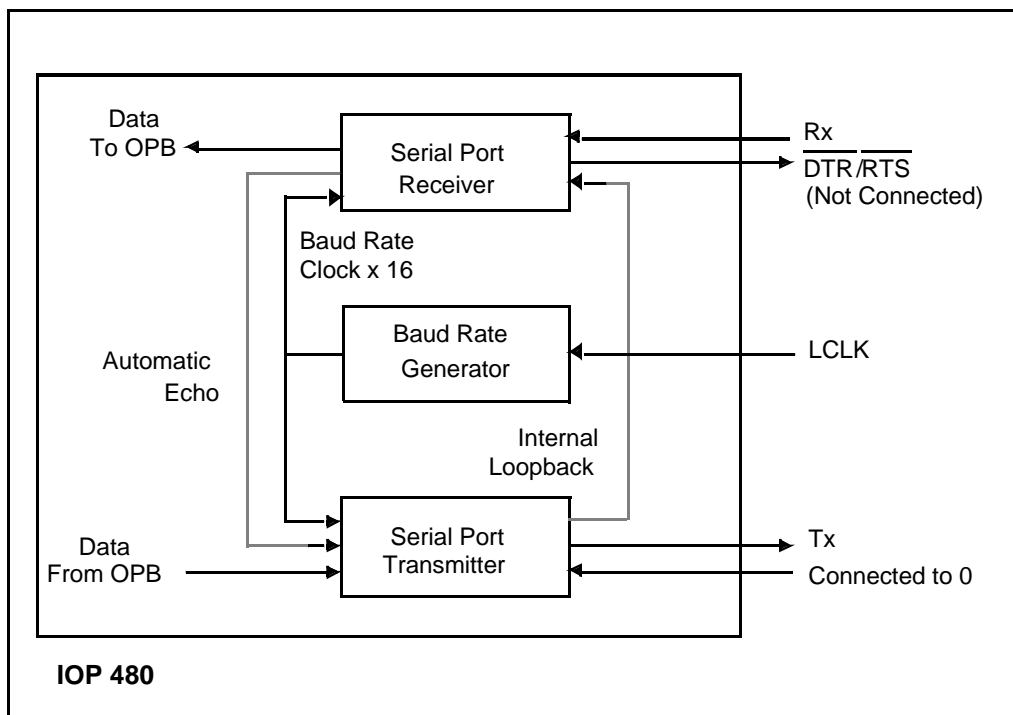 Data
To OPB
Serial Port
Receiver
Rx
DTR/RTS
(Not Connected)
Baud Rate
Clock x 16
Baud Rate
Generator
LCLK
Automatic
Echo
Internal
Loopback
Data
From OPB
Serial Port
Transmitter
Tx
Connected to 0
IOP 480